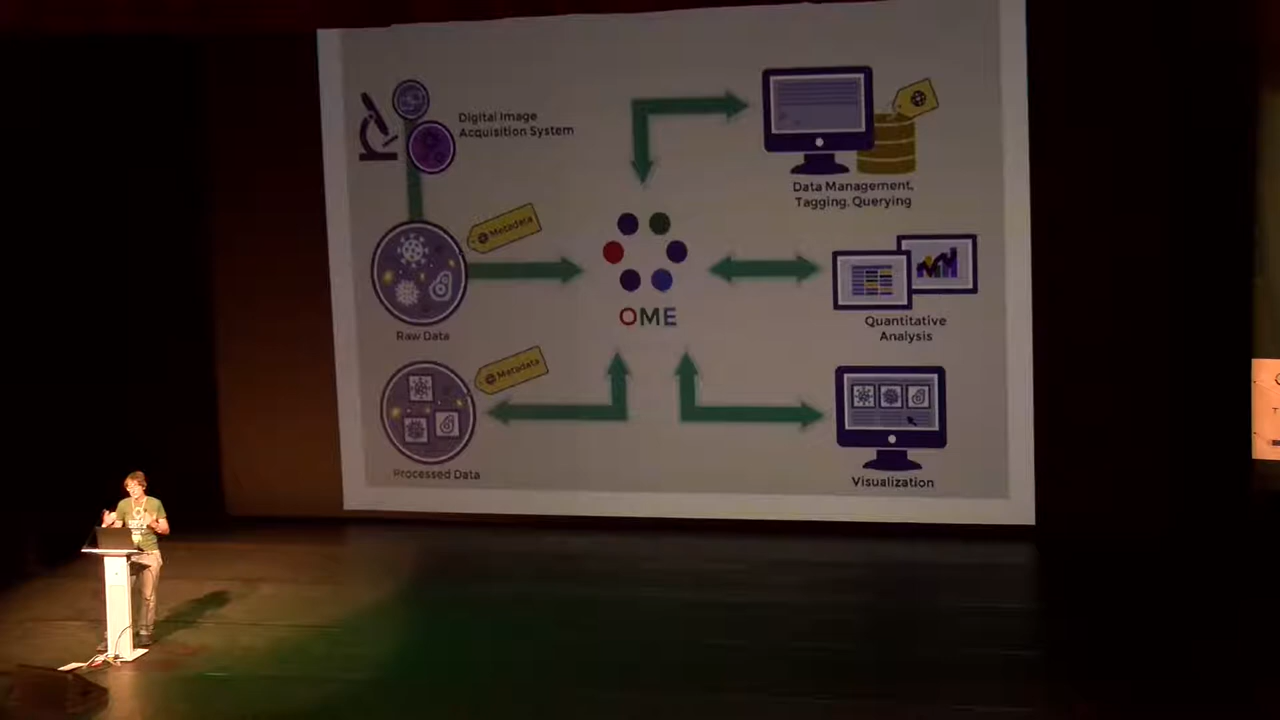 Digital Image
Acquisition System
Metadata
Raw Data
Metadata
Processed Data
OME
Data Management,
Tagging, Querying
Quantitative
Analysis
Visualization